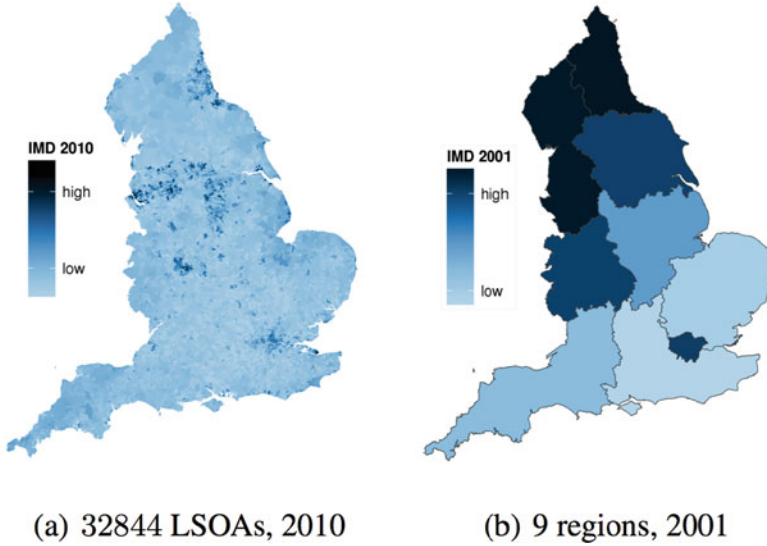 IMD 2010
high
low
IMD 2001
high
low
(a) 32844 LSOAs, 2010
(b) 9 regions, 2001